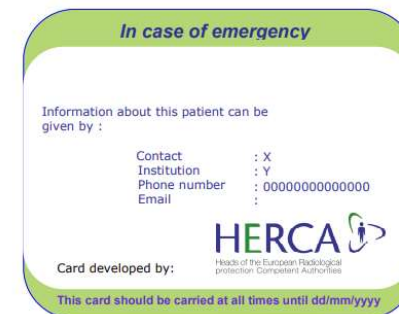 In case of emergency
Information about this patient can be
given by :
Contact : X
Institution : Y
Phone number : 00000000000000
Email :
HERCA
Heads of the European Radiological
protection Competent Authorities
Card developed by:
This card should be carried at all times until dd/mm/yyyy